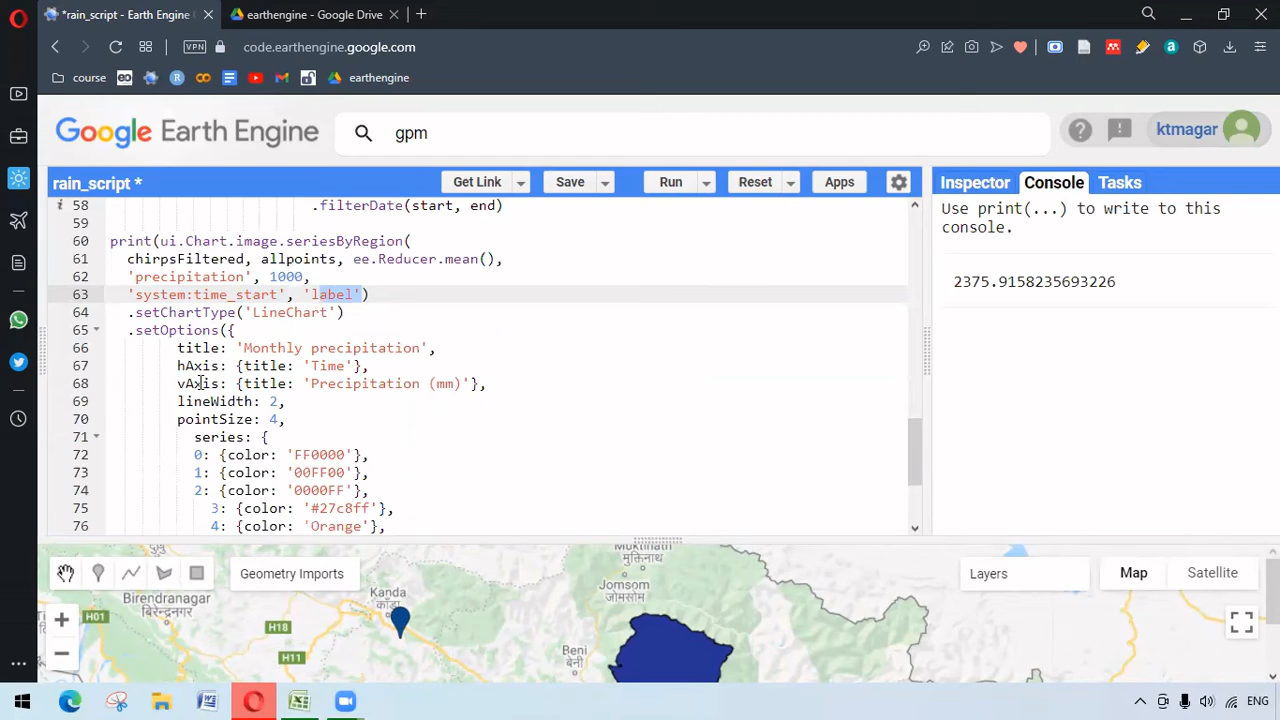 *rain_script - Earth Engine
earthengine - Google Drive
VPN
code.earthengine.google.com
course
earthengine
Google Earth Engine
gpm
ktmagar
rain_script *
Get Link
Save
Run
Reset
Apps
Inspector
Console
Tasks
58 .filterDate(start, end)
59
60 print(ui.Chart.image.seriesByRegion(
61 chirpsFiltered, allpoints, ee.Reducer.mean(),
62 'precipitation', 1000,
63 'system:time_start', 'label')
64 .setChartType('LineChart')
65 .setOptions({
66 title: 'Monthly precipitation',
67 hAxis: {title: 'Time'},
68 vAxis: {title: 'Precipitation (mm)'},
69 lineWidth: 2,
70 pointSize: 4,
71 series: {
72 0: {color: 'FF0000'},
73 1: {color: '00FF00'},
74 2: {color: '0000FF'},
75 3: {color: '#27c8ff'},
76 4: {color: 'Orange'},
Use print(...) to write to this
console.
2375.9158235693226
Geometry Imports
Layers
Map
Satellite
Muktinath
मुक्तिनाथ
Jomsom
जोमसोम
Birendranagar
वीरेन्द्रनगर
Kanda
काँडा
H01
H18
H11
Beni
बेनी
ENG